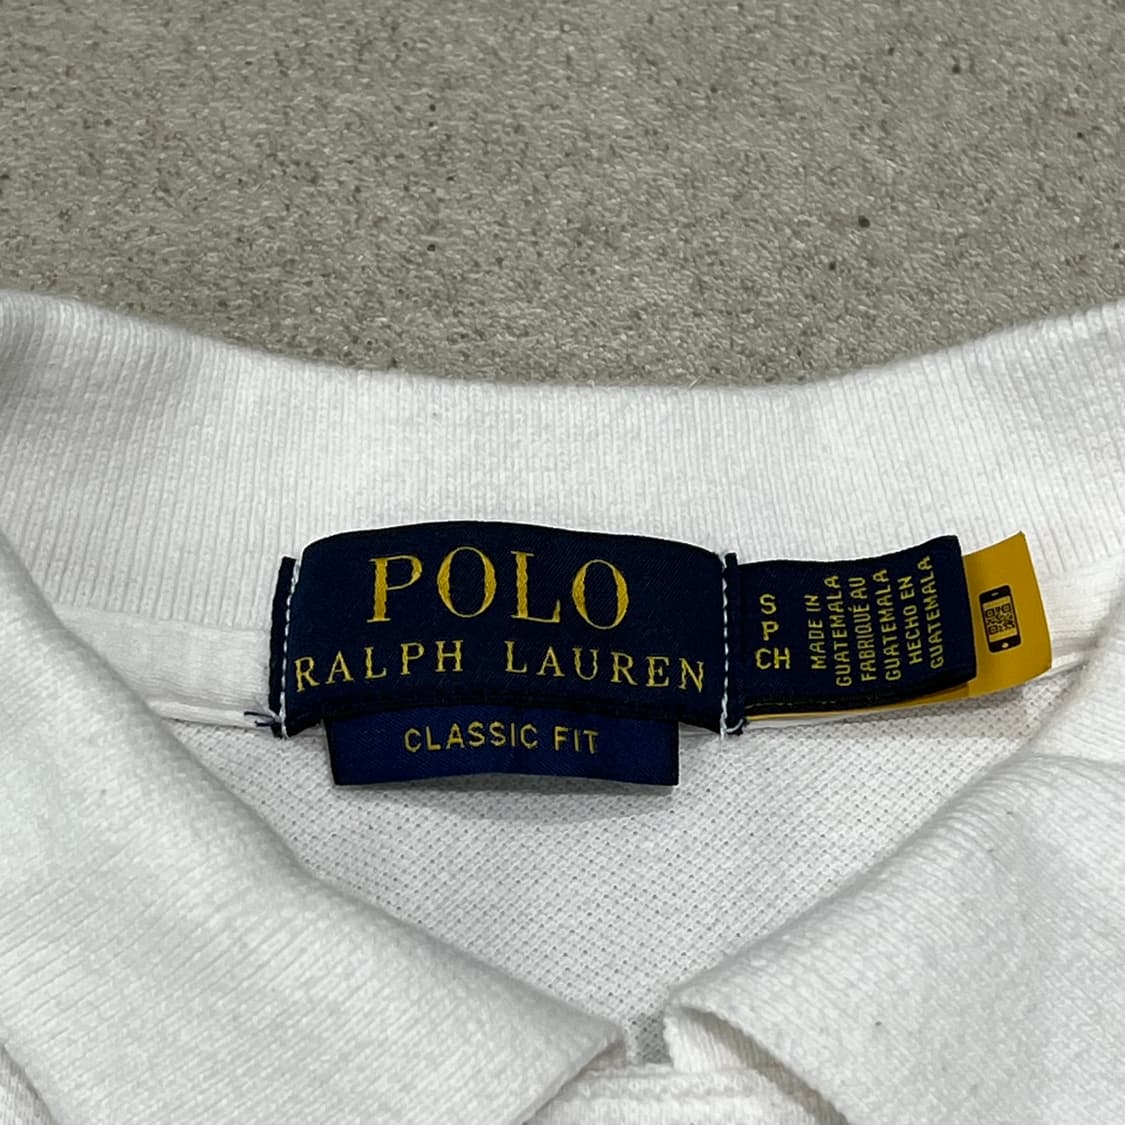 POLO
RALPH LAUREN
CLASSIC FIT
S
P
CH
MADE IN
GUATEMALA
FABRIQUÉ AU
GUATEMALA
HECHO EN
GUATEMALA